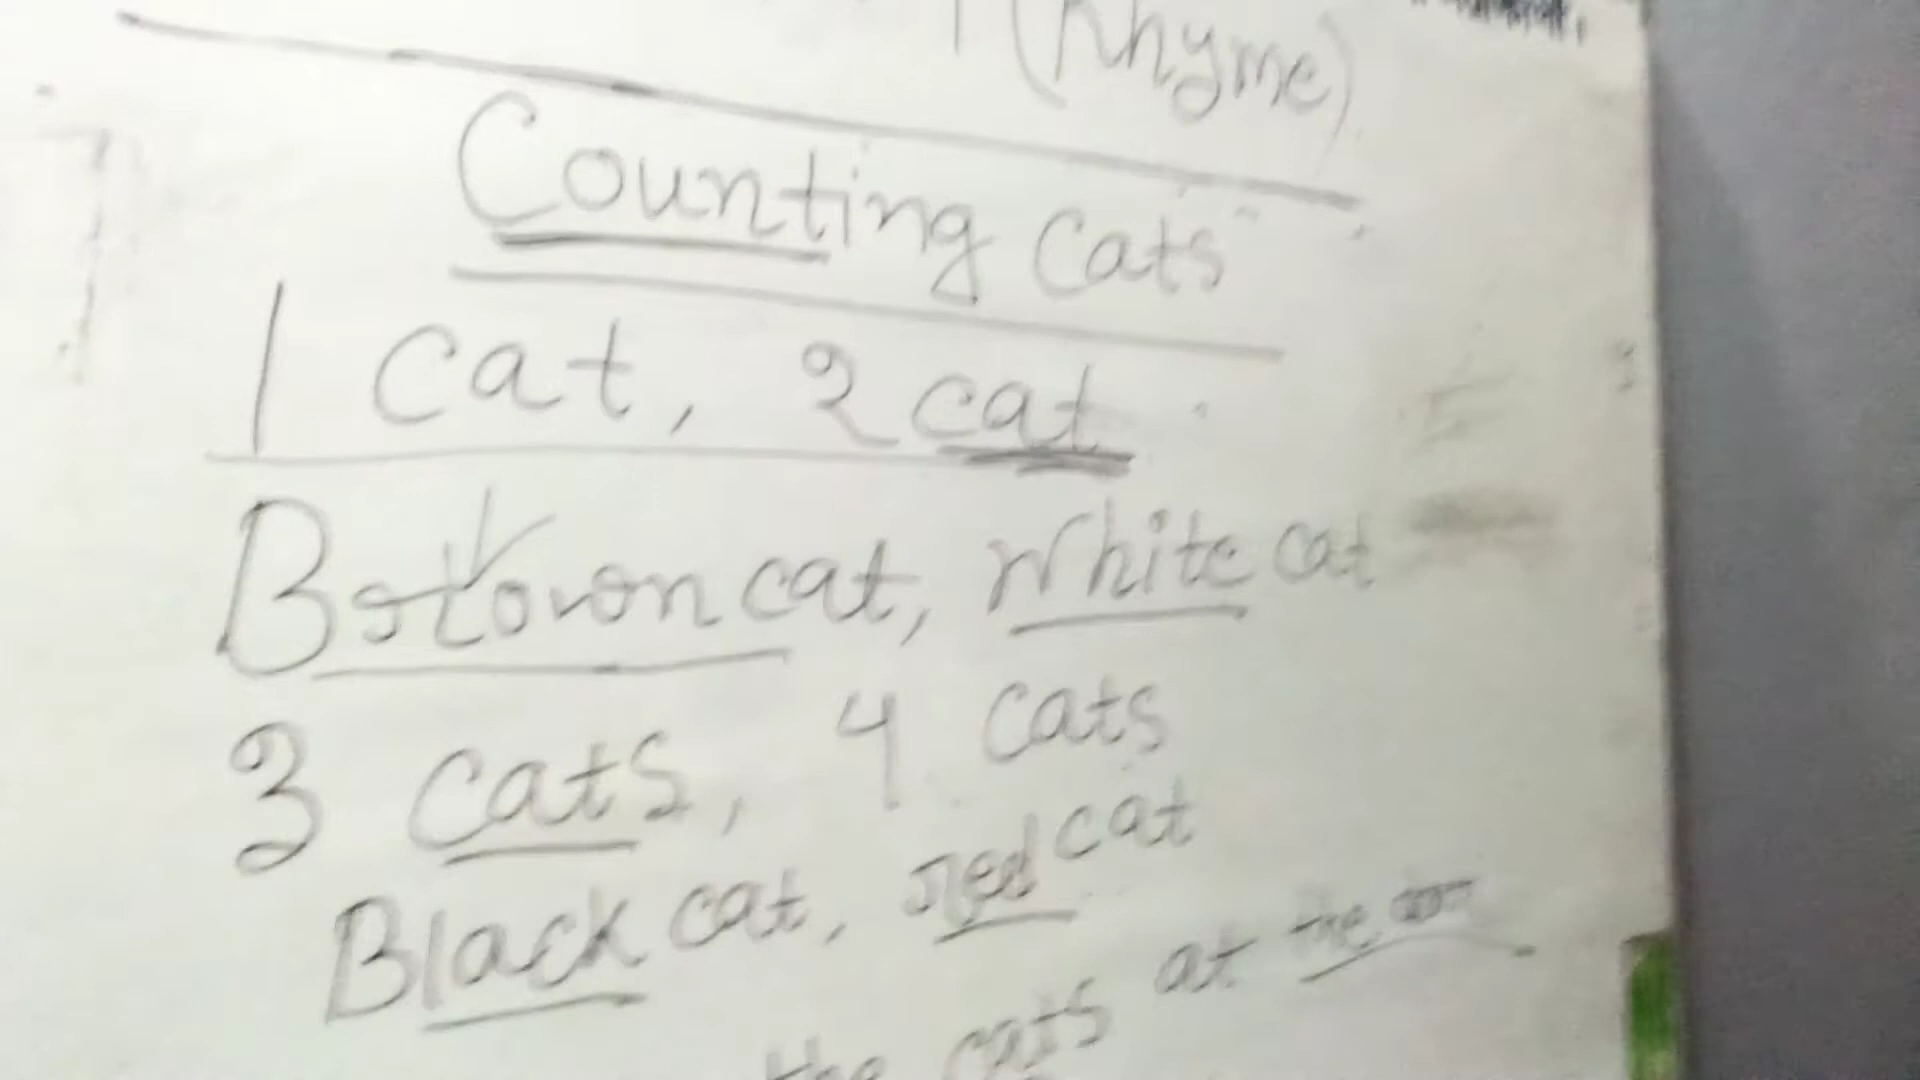 (Rhyme)
Counting Cats
1 Cat, 2 cat
Brown cat, White cat
3 Cats, 4 Cats
Black cat, red cat
the cats at the